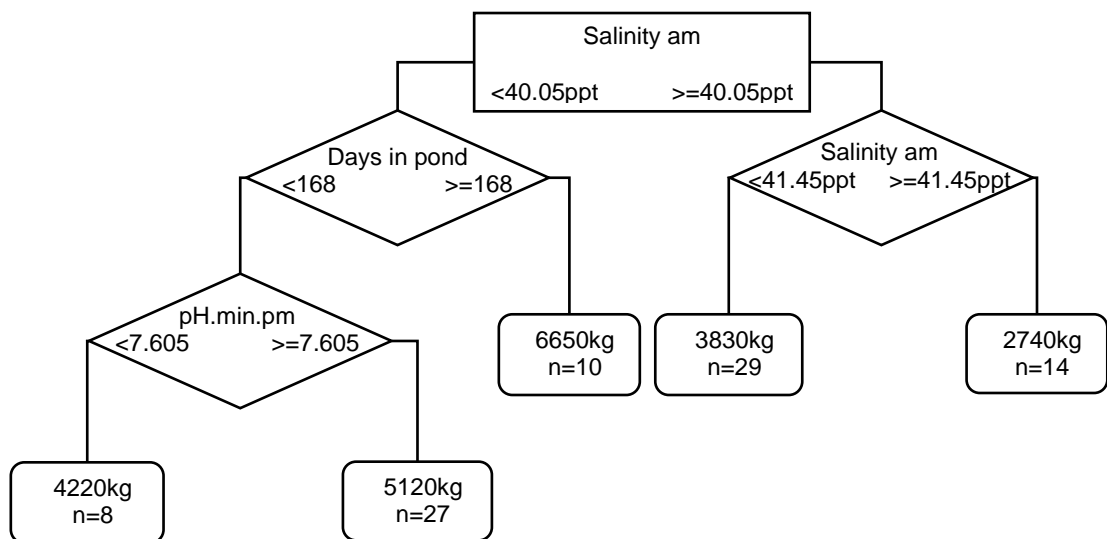 Salinity am
<40.05ppt >=40.05ppt
Days in pond
<168 >=168
Salinity am
<41.45ppt >=41.45ppt
pH.min.pm
<7.605 >=7.605
6650kg
n=10
3830kg
n=29
2740kg
n=14
4220kg
n=8
5120kg
n=27